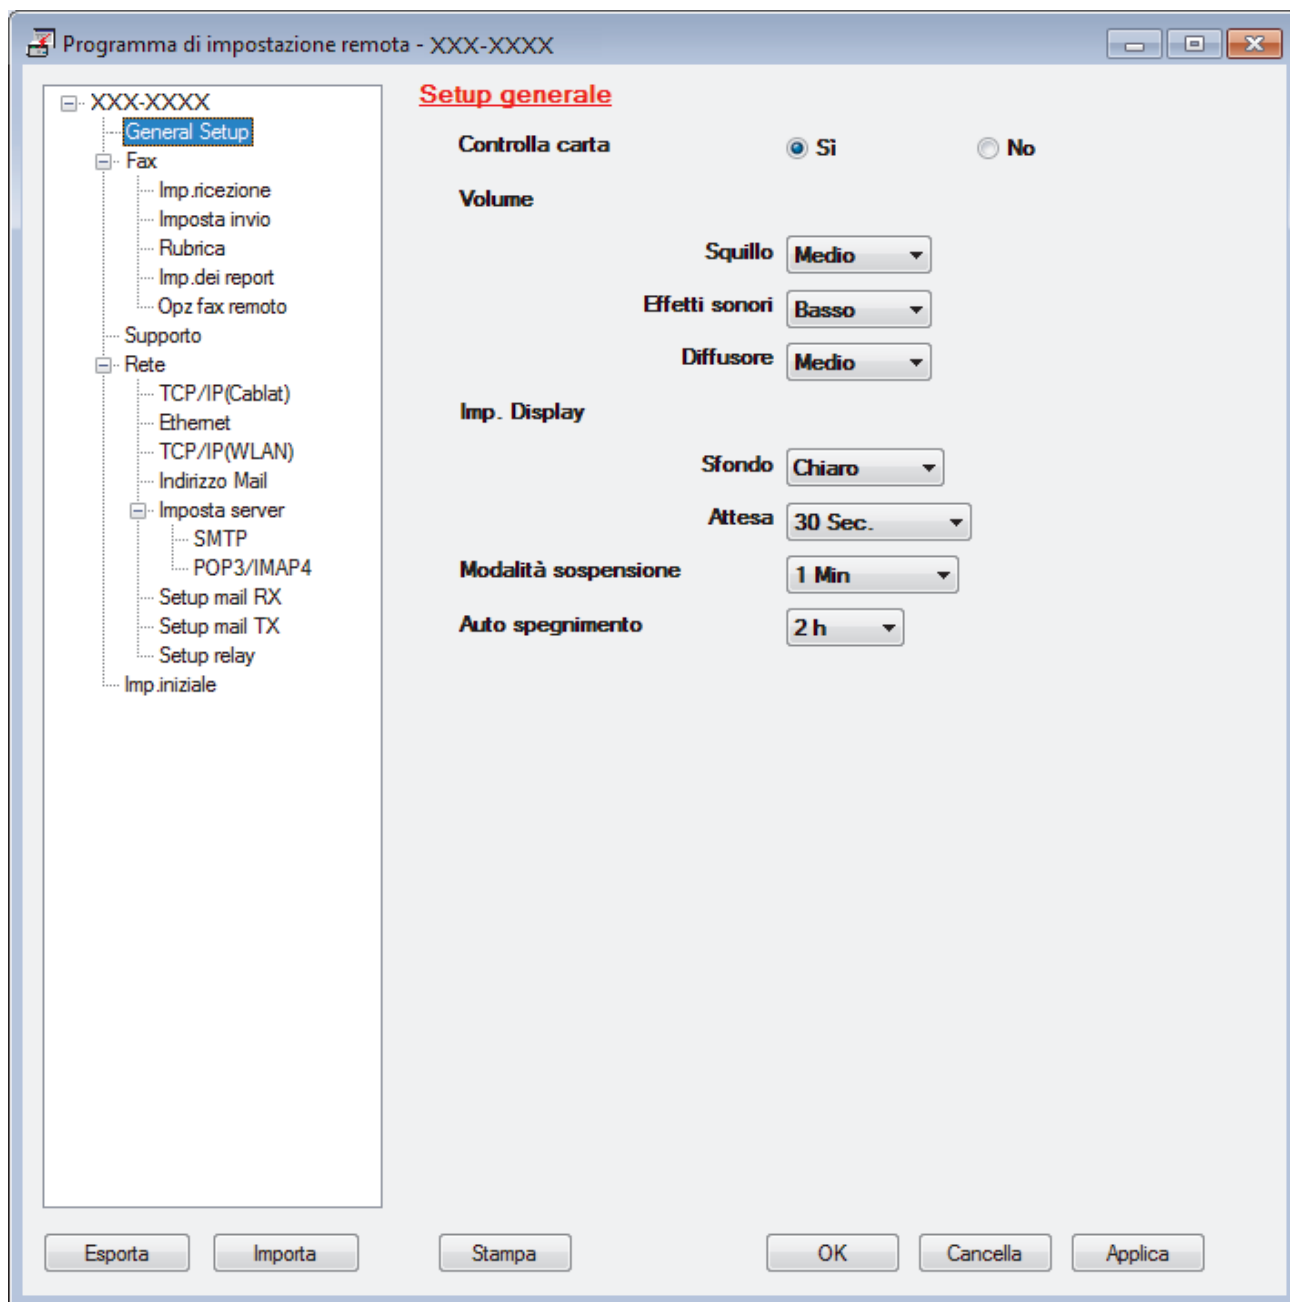 Programma di impostazione remota - XXX-XXXX
XXX-XXXX
General Setup
Fax
Imp.ricezione
Imposta invio
Rubrica
Imp.dei report
Opz fax remoto
Supporto
Rete
TCP/IP(Cablat)
Ethernet
TCP/IP(WLAN)
Indirizzo Mail
Imposta server
SMTP
POP3/IMAP4
Setup mail RX
Setup mail TX
Setup relay
Imp.iniziale
Setup generale
Controlla carta Sì No
Volume
Squillo Medio
Effetti sonori Basso
Diffusore Medio
Imp. Display
Sfondo Chiaro
Attesa 30 Sec.
Modalità sospensione 1 Min
Auto spegnimento 2 h
Esporta Importa Stampa OK Cancella Applica